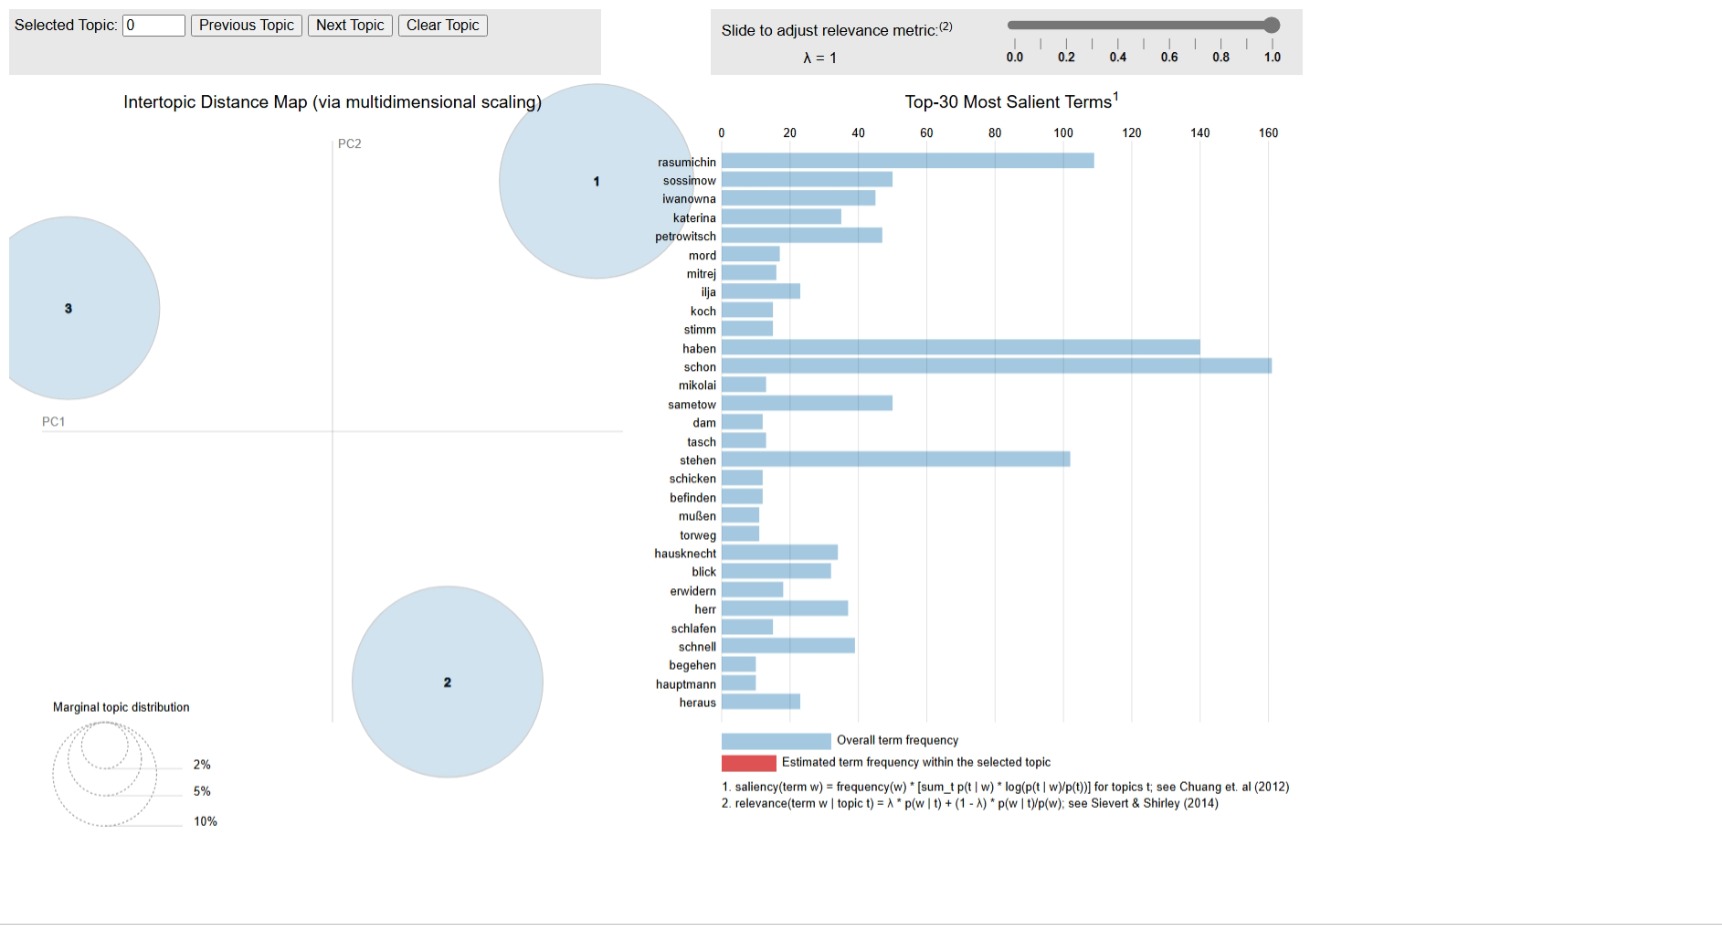 Selected Topic: 0 Previous Topic Next Topic Clear Topic
Slide to adjust relevance metric:(2)
λ = 1
0.0 0.2 0.4 0.6 0.8 1.0
Intertopic Distance Map (via multidimensional scaling)
PC2
PC1
1
3
2
Marginal topic distribution
2%
5%
10%
Top-30 Most Salient Terms1
0 20 40 60 80 100 120 140 160
rasumichin
sossimow
iwanowna
katerina
petrowitsch
mord
mitrej
ilja
koch
stimm
haben
schon
mikolai
sametow
dam
tasch
stehen
schicken
befinden
mußen
torweg
hausknecht
blick
erwidern
herr
schlafen
schnell
begehen
hauptmann
heraus
Overall term frequency
Estimated term frequency within the selected topic
1. saliency(term w) = frequency(w) * [sum_t p(t | w) * log(p(t | w)/p(t))] for topics t; see Chuang et. al (2012)
2. relevance(term w | topic t) = λ * p(w | t) + (1 - λ) * p(w | t)/p(w); see Sievert & Shirley (2014)